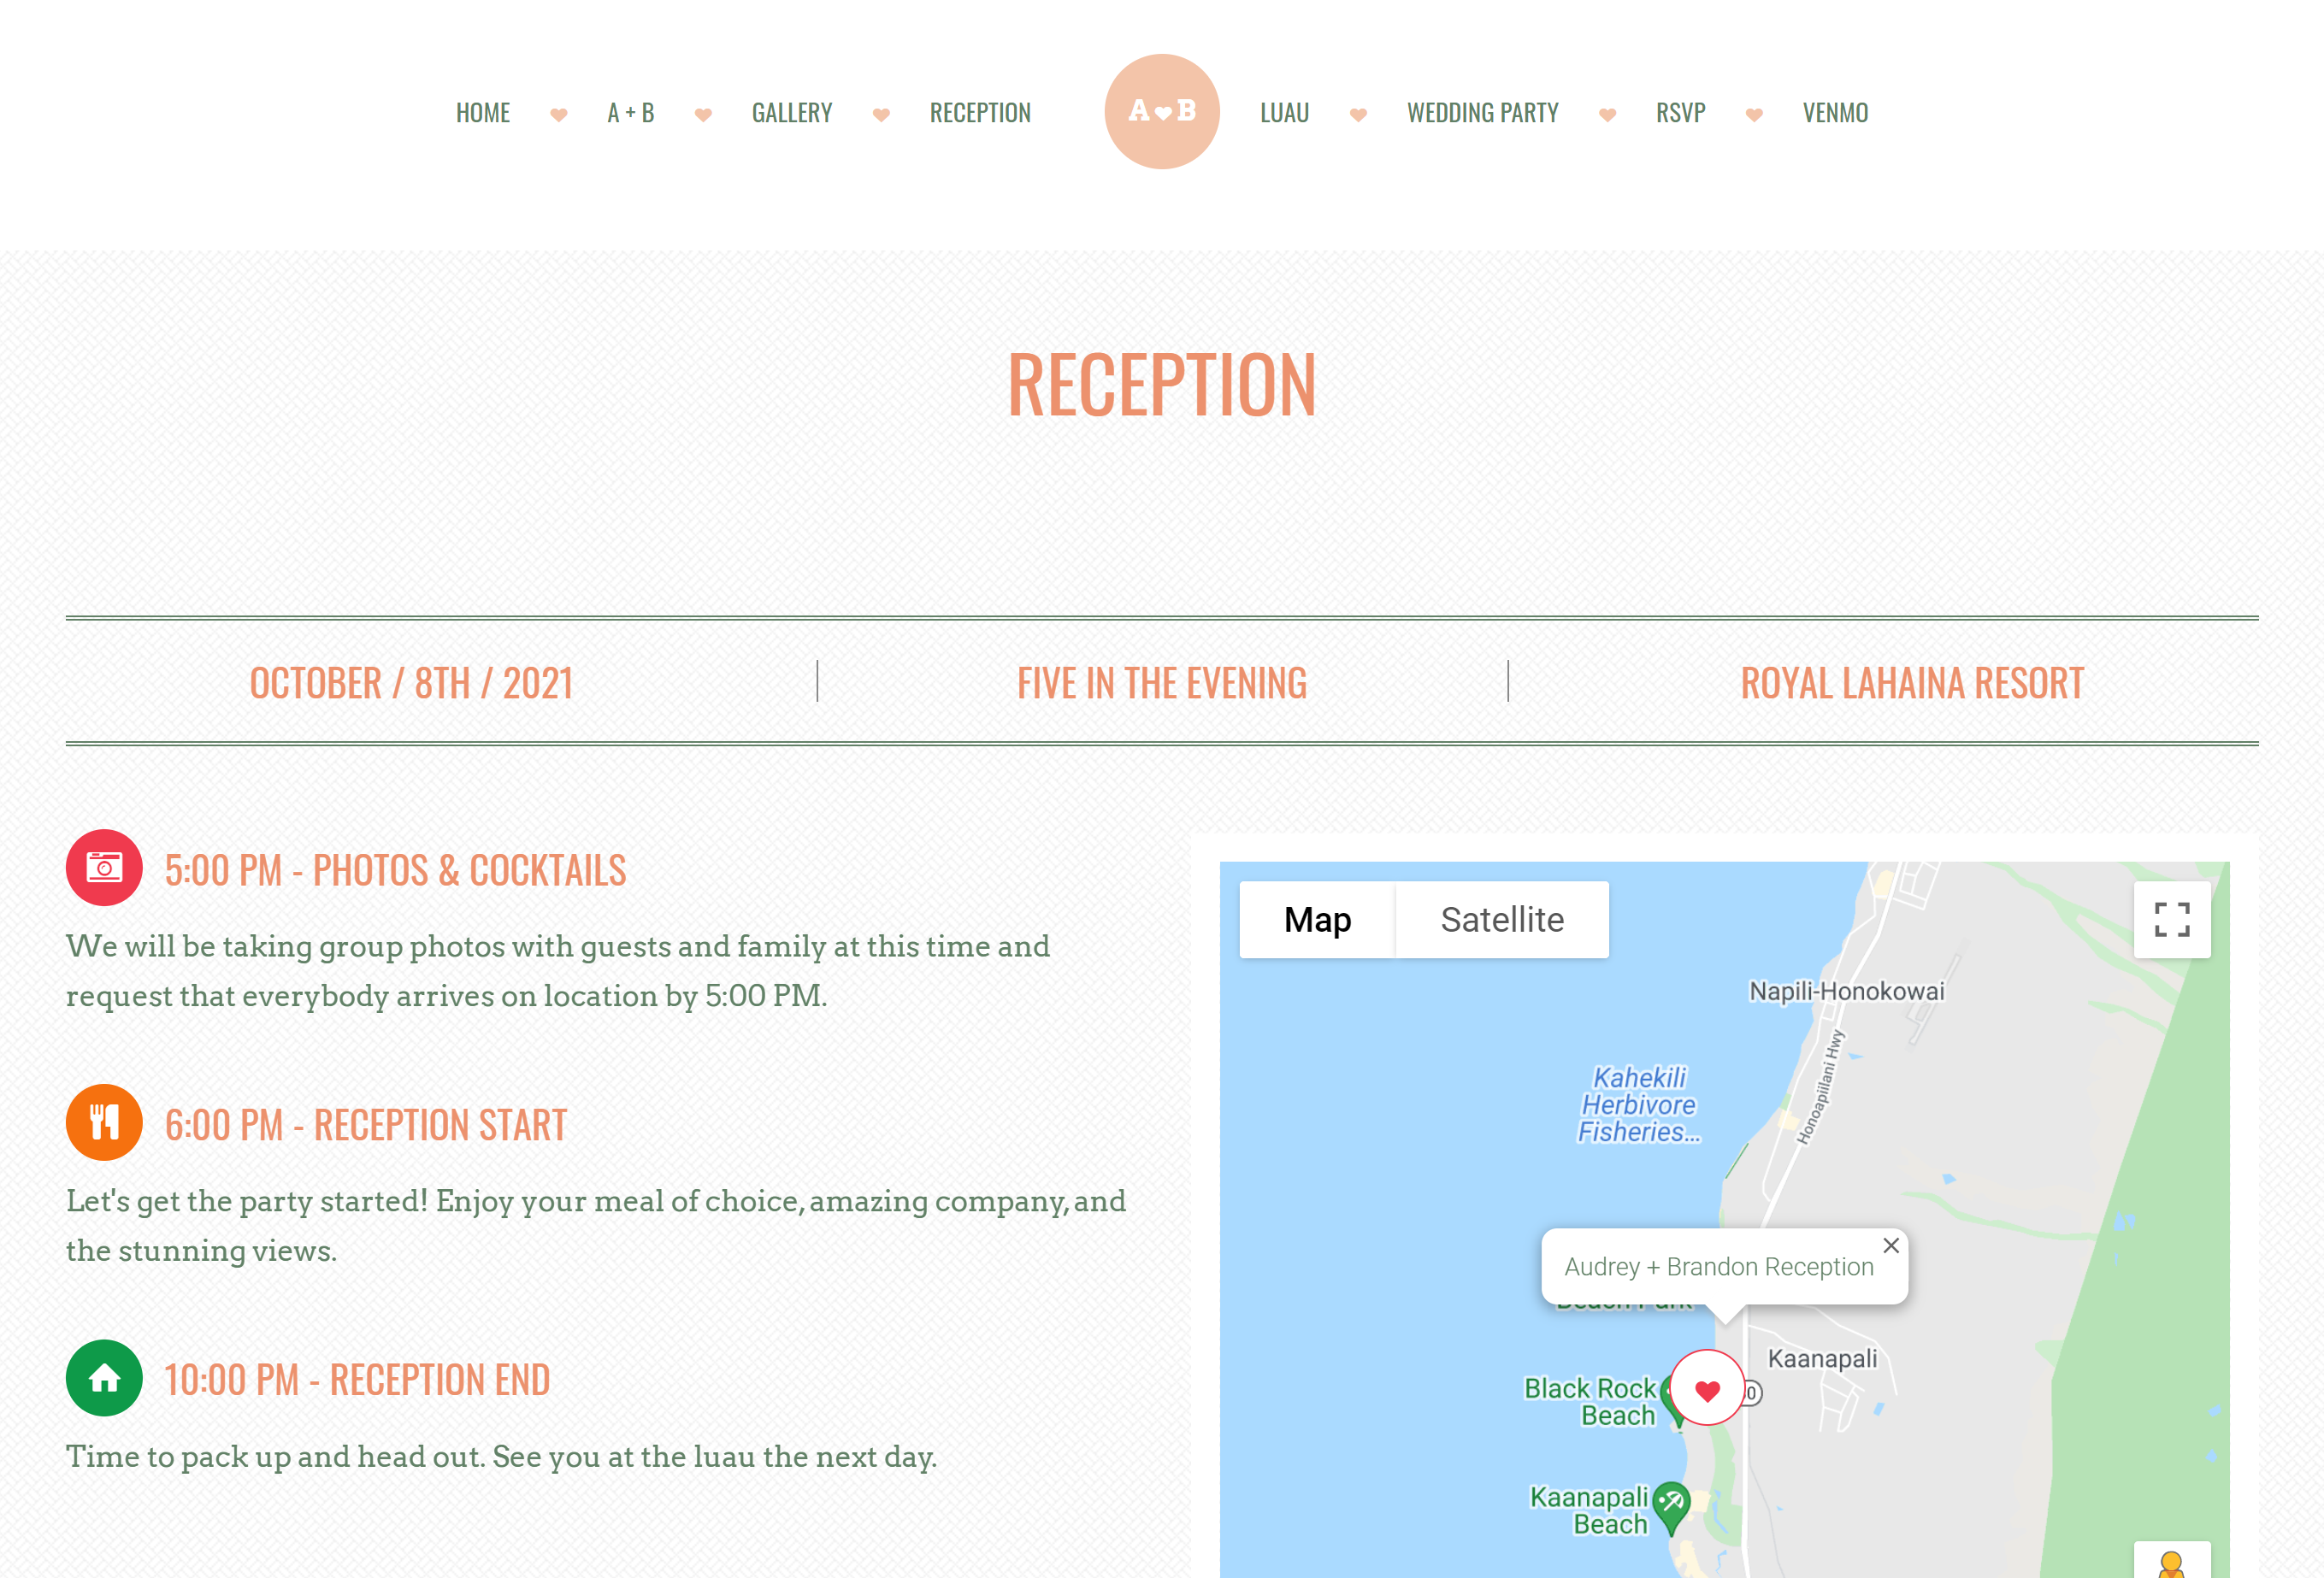 HOME
A + B
GALLERY
RECEPTION
A B
LUAU
WEDDING PARTY
RSVP
VENMO
RECEPTION
OCTOBER / 8TH / 2021
FIVE IN THE EVENING
ROYAL LAHAINA RESORT
5:00 PM - PHOTOS & COCKTAILS
We will be taking group photos with guests and family at this time and
request that everybody arrives on location by 5:00 PM.
6:00 PM - RECEPTION START
Let's get the party started! Enjoy your meal of choice, amazing company, and
the stunning views.
10:00 PM - RECEPTION END
Time to pack up and head out. See you at the luau the next day.
Map
Satellite
Napili-Honokowai
Honoapiilani Hwy
Kahekili
Herbivore
Fisheries...
Audrey + Brandon Reception
Beach Park
Kaanapali
0
Black Rock
Beach
Kaanapali
Beach